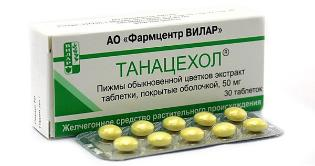 АО "Фармцентр ВИЛАР"
ВИЛАР
ТАНАЦЕХОЛ®
Пижмы обыкновенной цветков экстракт
таблетки, покрытые оболочкой, 50 мг
30 таблеток
Желчегонное средство растительного происхождения